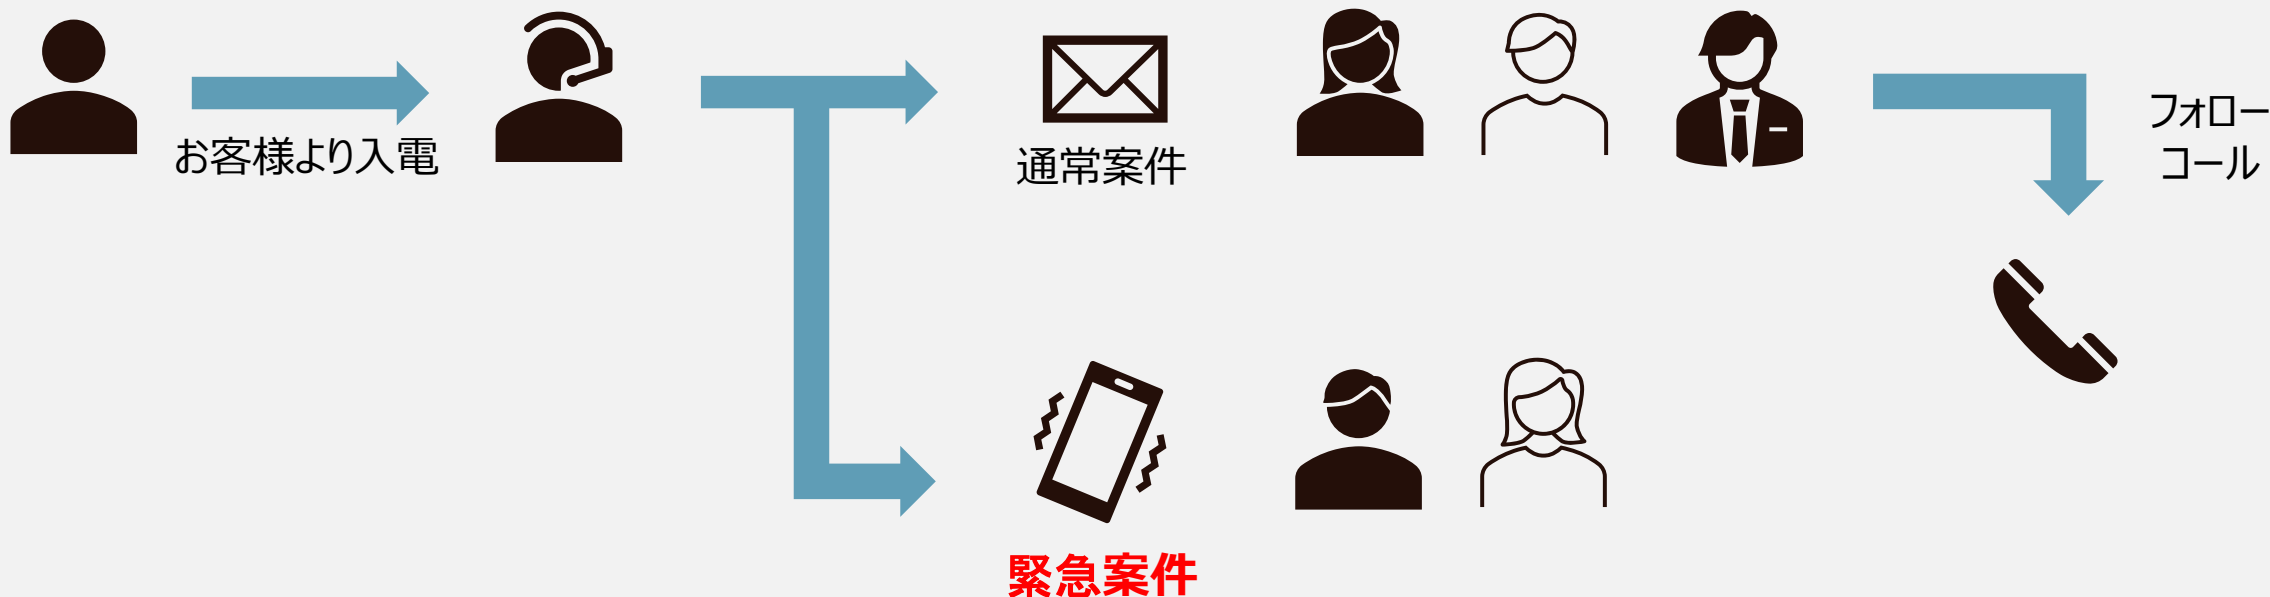 お客様より入電
通常案件
フォロー
コール
緊急案件